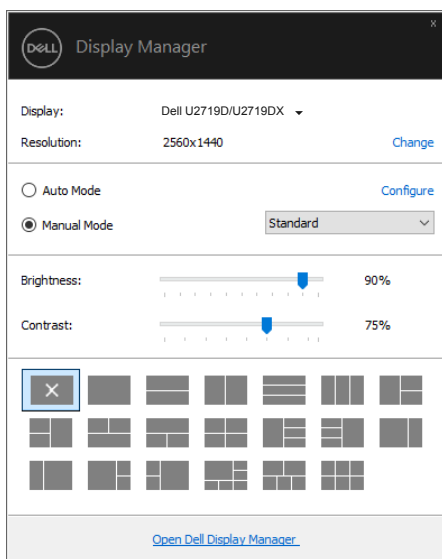 x
DELL Display Manager
Display: Dell U2719D/U2719DX
Resolution: 2560x1440 Change
Auto Mode Configure
Manual Mode Standard
Brightness: 90%
Contrast: 75%
Open Dell Display Manager